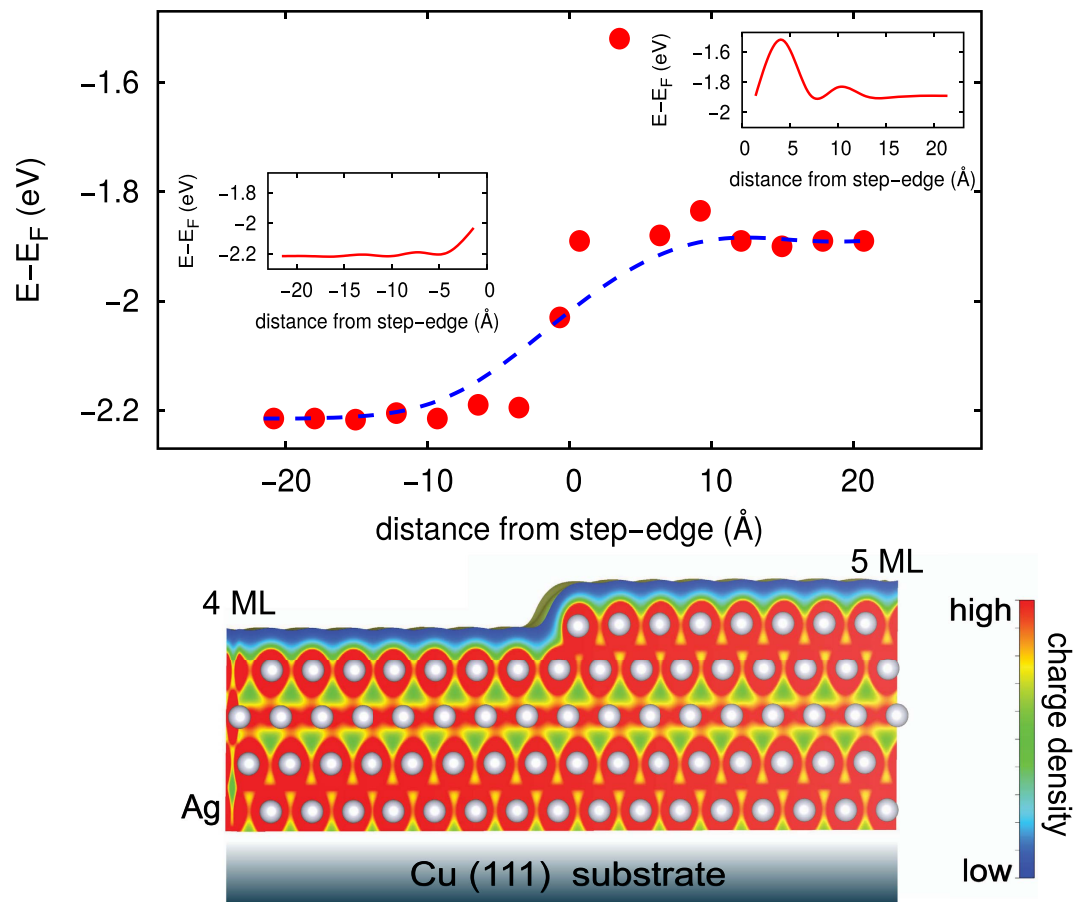 E−E_F (eV)
−1.6
−1.8
−2
−2.2
−20
−10
0
10
20
distance from step−edge (Å)
E−E_F (eV)
−1.8
−2
−2.2
−20
−15
−10
−5
0
distance from step−edge (Å)
E−E_F (eV)
−1.6
−1.8
−2
0
5
10
15
20
distance from step−edge (Å)
4 ML
5 ML
Ag
Cu (111) substrate
high
low
charge density